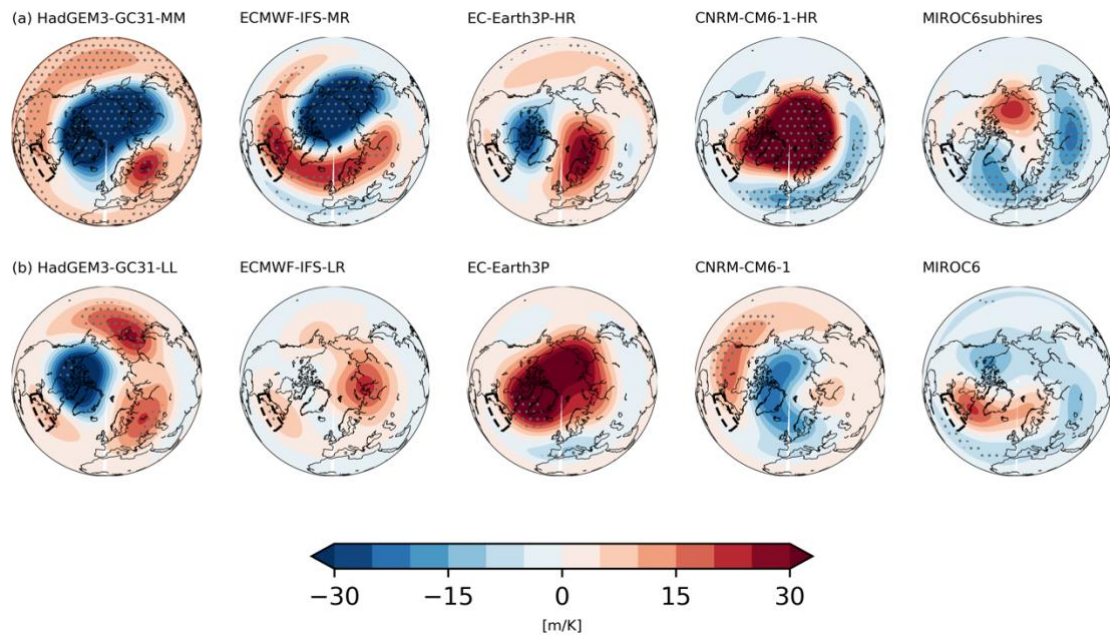 (a) HadGEM3-GC31-MM ECMWF-IFS-MR EC-Earth3P-HR CNRM-CM6-1-HR MIROC6subhires
(b) HadGEM3-GC31-LL ECMWF-IFS-LR EC-Earth3P CNRM-CM6-1 MIROC6
−30 −15 0 15 30
[m/K]